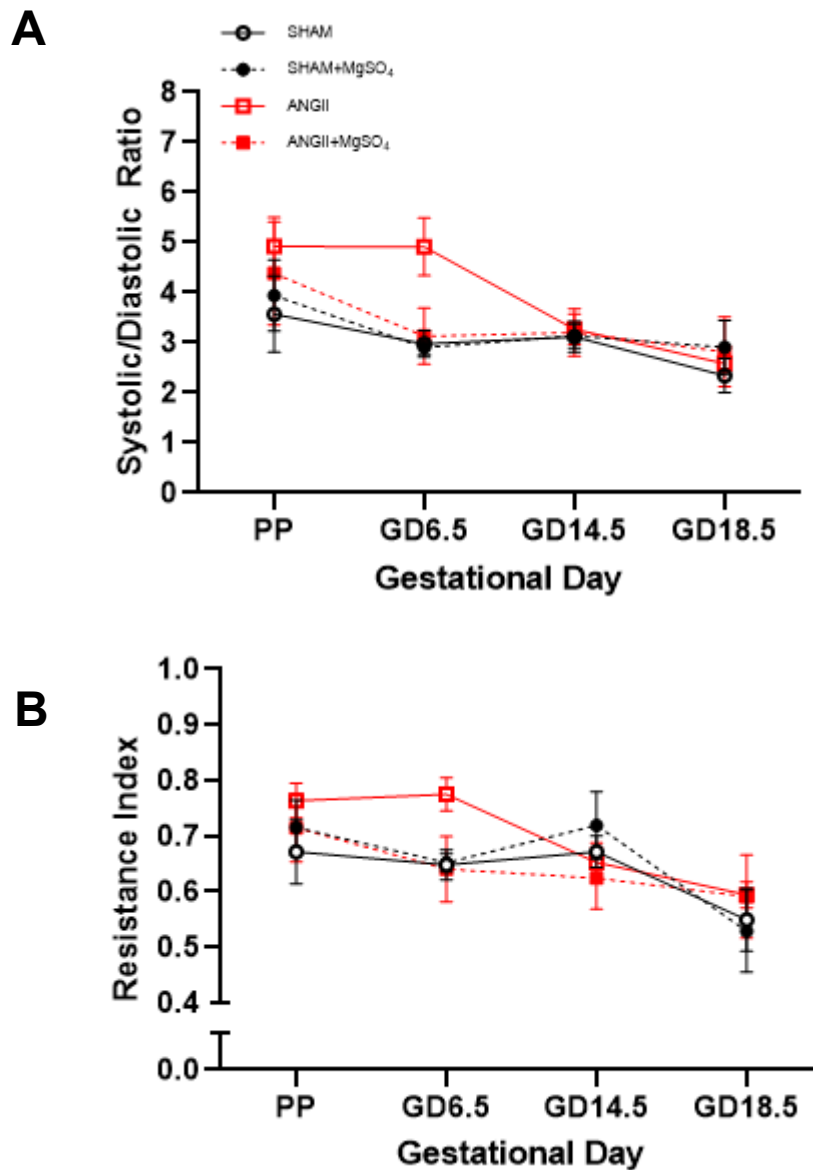 A
SHAM
SHAM+MgSO₄
ANGII
ANGII+MgSO₄
Systolic/Diastolic Ratio
8
7
6
5
4
3
2
1
0
PP GD6.5 GD14.5 GD18.5
Gestational Day
B
Resistance Index
1.0
0.9
0.8
0.7
0.6
0.5
0.4
0.0
PP GD6.5 GD14.5 GD18.5
Gestational Day